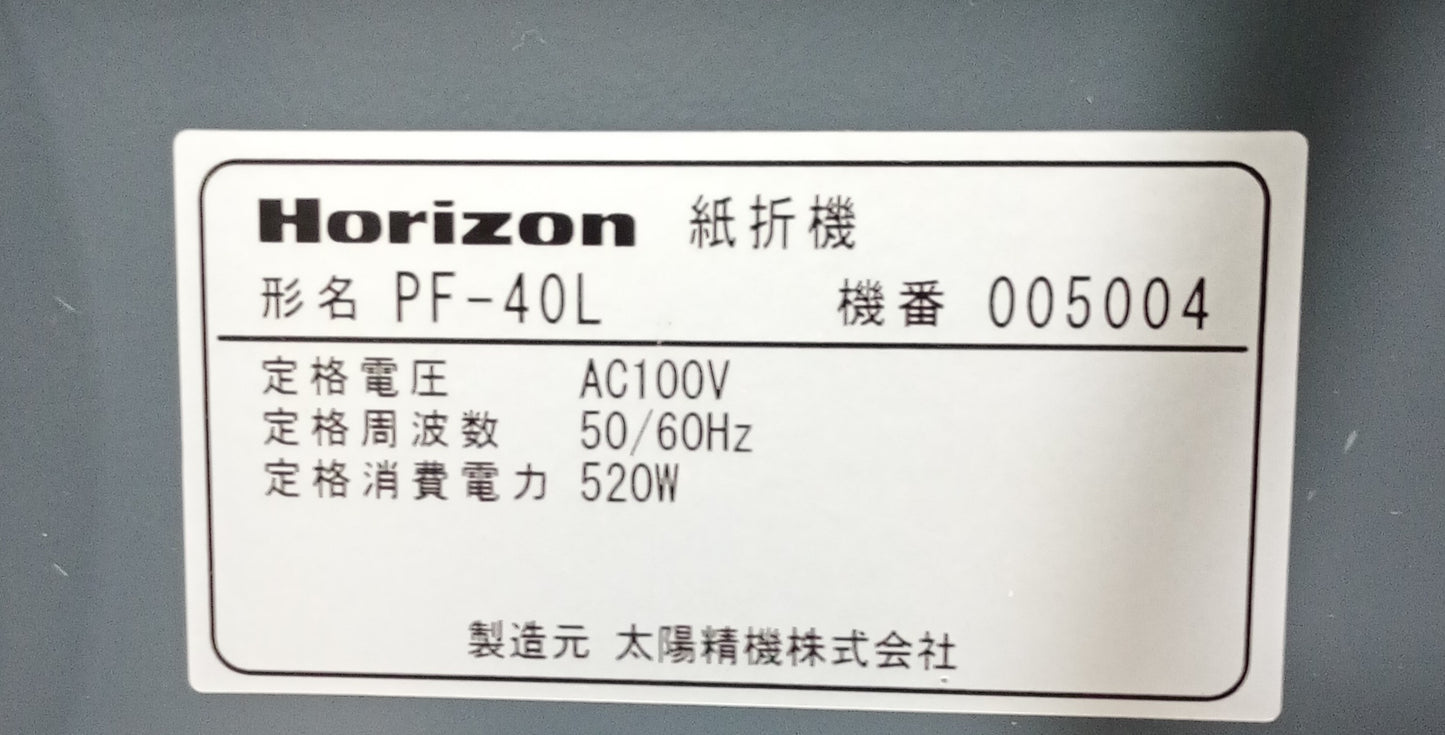 Horizon 紙折機
形名 PF-40L 機番 005004
定格電圧 AC100V
定格周波数 50/60Hz
定格消費電力 520W
製造元 太陽精機株式会社